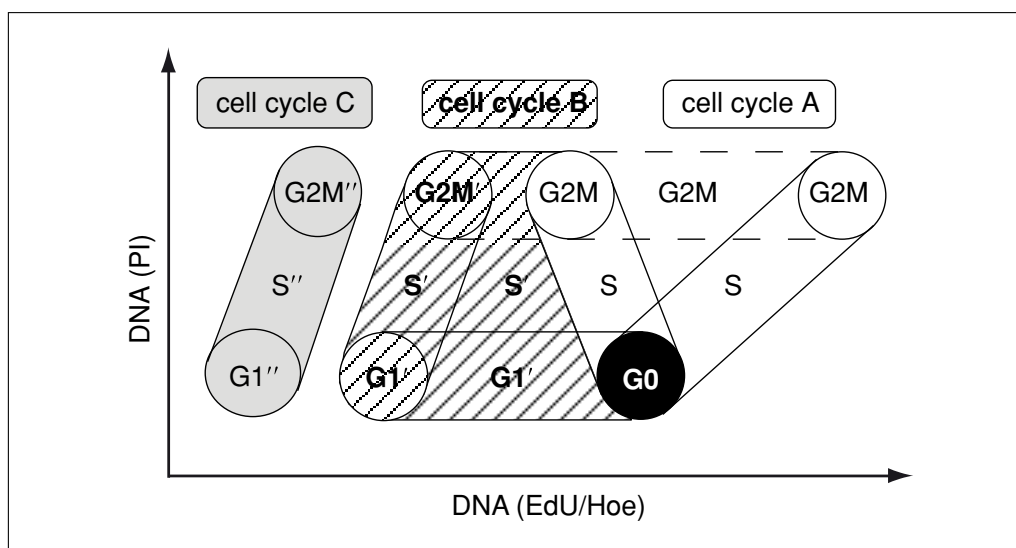 cell cycle C
cell cycle B
cell cycle A
G2M′′
G2M′
G2M
G2M
G2M
DNA (PI)
S′′
S′
S′
S
S
G1′′
G1′
G1′
G0
DNA (EdU/Hoe)